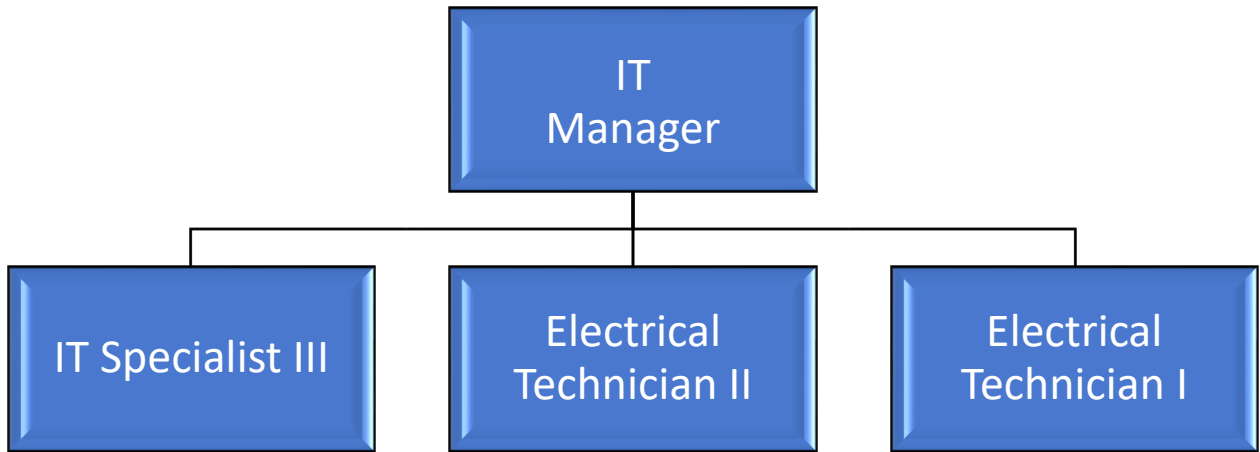 IT
Manager
IT Specialist III
Electrical
Technician II
Electrical
Technician I